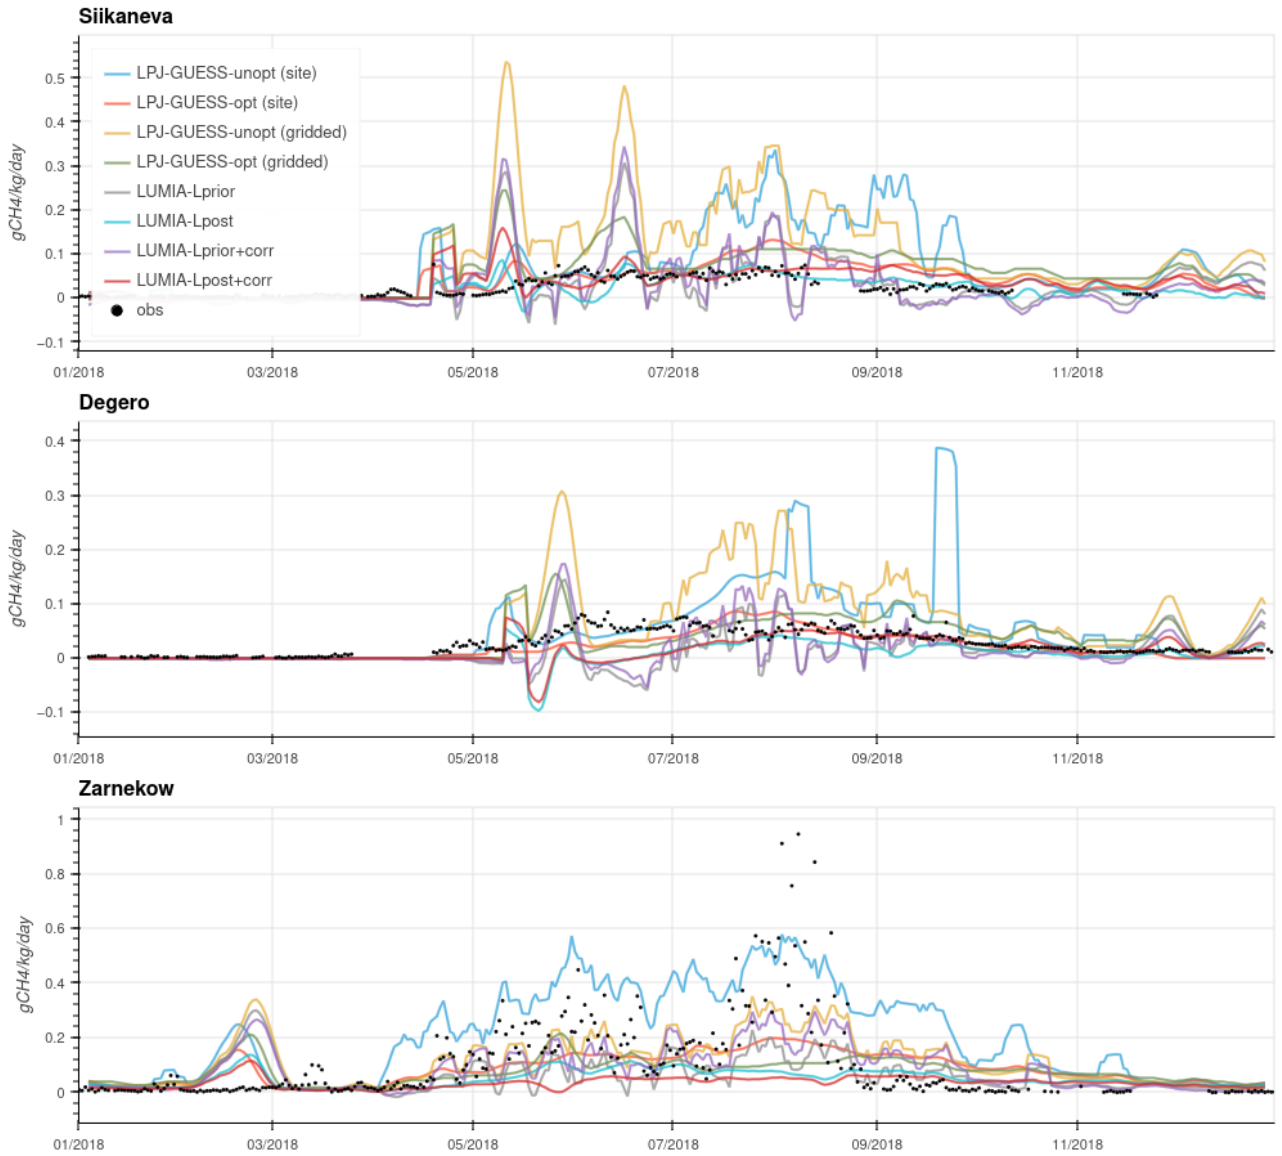 Siikaneva
LPJ-GUESS-unopt (site)
LPJ-GUESS-opt (site)
LPJ-GUESS-unopt (gridded)
LPJ-GUESS-opt (gridded)
LUMIA-Lprior
LUMIA-Lpost
LUMIA-Lprior+corr
LUMIA-Lpost+corr
obs
gCH4/kg/day
0.5
0.4
0.3
0.2
0.1
0
−0.1
01/2018 03/2018 05/2018 07/2018 09/2018 11/2018
Degero
gCH4/kg/day
0.4
0.3
0.2
0.1
0
−0.1
01/2018 03/2018 05/2018 07/2018 09/2018 11/2018
Zarnekow
gCH4/kg/day
1
0.8
0.6
0.4
0.2
0
01/2018 03/2018 05/2018 07/2018 09/2018 11/2018